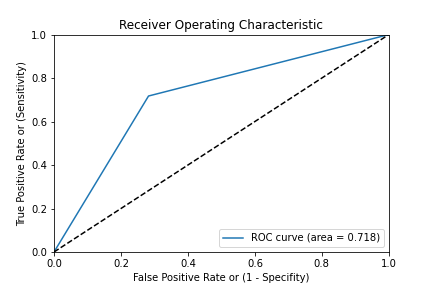 Receiver Operating Characteristic
True Positive Rate or (Sensitivity)
1.0
0.8
0.6
0.4
0.2
0.0
ROC curve (area = 0.718)
0.0 0.2 0.4 0.6 0.8 1.0
False Positive Rate or (1 - Specifity)